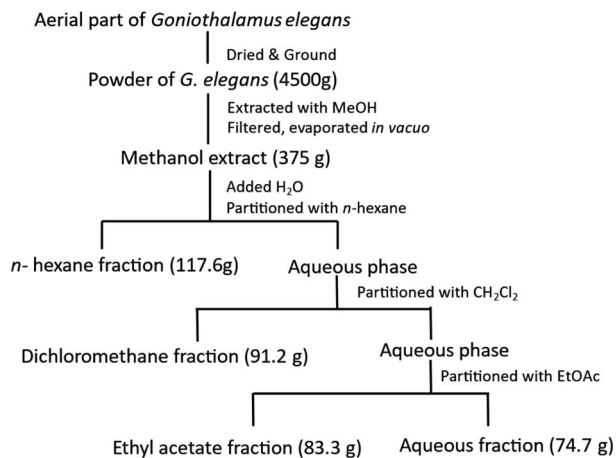 Aerial part of Goniothalamus elegans
Dried & Ground
Powder of G. elegans (4500g)
Extracted with MeOH
Filtered, evaporated in vacuo
Methanol extract (375 g)
Added H₂O
Partitioned with n-hexane
n- hexane fraction (117.6g)
Aqueous phase
Partitioned with CH₂Cl₂
Dichloromethane fraction (91.2 g)
Aqueous phase
Partitioned with EtOAc
Ethyl acetate fraction (83.3 g)
Aqueous fraction (74.7 g)